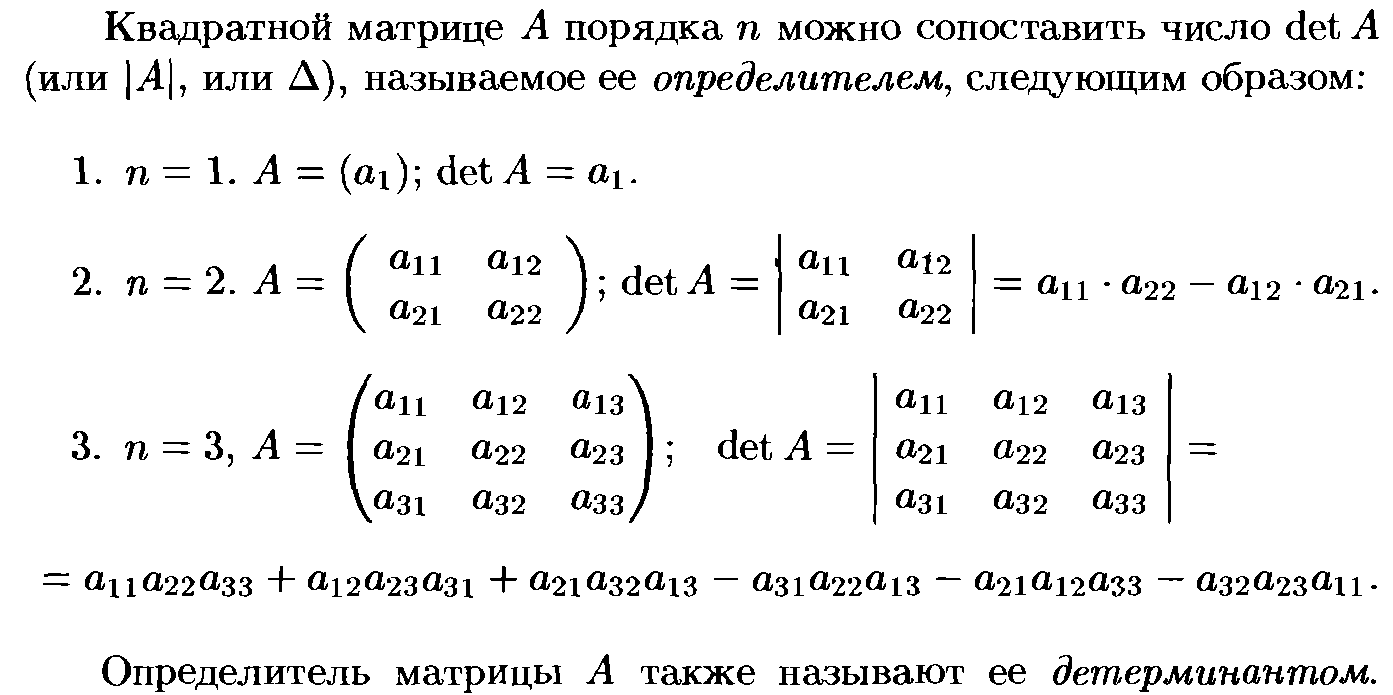 Квадратной матрице A порядка n можно сопоставить число det A
(или |A|, или Δ), называемое ее определителем, следующим образом:
1. n = 1. A = (a₁); det A = a₁.
2. n = 2. A = ( a₁₁ a₁₂ ; a₂₁ a₂₂ ); det A = | a₁₁ a₁₂ ; a₂₁ a₂₂ | = a₁₁ · a₂₂ − a₁₂ · a₂₁.
3. n = 3, A = ( a₁₁ a₁₂ a₁₃ ; a₂₁ a₂₂ a₂₃ ; a₃₁ a₃₂ a₃₃ ); det A = | a₁₁ a₁₂ a₁₃ ; a₂₁ a₂₂ a₂₃ ; a₃₁ a₃₂ a₃₃ | =
= a₁₁a₂₂a₃₃ + a₁₂a₂₃a₃₁ + a₂₁a₃₂a₁₃ − a₃₁a₂₂a₁₃ − a₂₁a₁₂a₃₃ − a₃₂a₂₃a₁₁.
Определитель матрицы A также называют ее детерминантом.